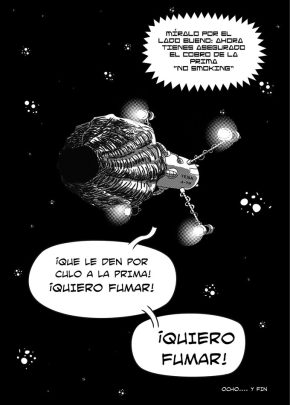 MÍRALO POR EL
LADO BUENO: AHORA
TIENES ASEGURADO
EL COBRO DE LA
PRIMA
"NO SMOKING"
¡QUE LE DEN POR
CULO A LA PRIMA!
¡QUIERO FUMAR!
¡QUIERO
FUMAR!
OCHO.... Y FIN